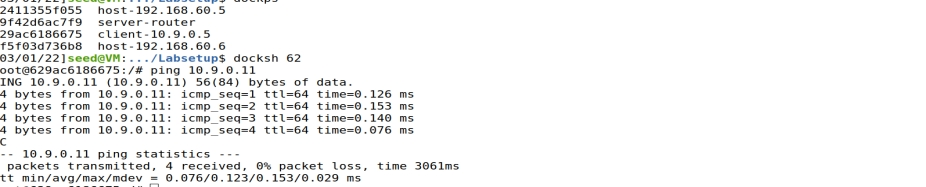 03/01/22]seed@VM:.../Labsetup$ dockps
2411355f055  host-192.168.60.5
9f42d6ac7f9  server-router
29ac6186675  client-10.9.0.5
f5f03d736b8  host-192.168.60.6
03/01/22]seed@VM:.../Labsetup$ docksh 62
oot@629ac6186675:/# ping 10.9.0.11
ING 10.9.0.11 (10.9.0.11) 56(84) bytes of data.
4 bytes from 10.9.0.11: icmp_seq=1 ttl=64 time=0.126 ms
4 bytes from 10.9.0.11: icmp_seq=2 ttl=64 time=0.153 ms
4 bytes from 10.9.0.11: icmp_seq=3 ttl=64 time=0.140 ms
4 bytes from 10.9.0.11: icmp_seq=4 ttl=64 time=0.076 ms
C
-- 10.9.0.11 ping statistics ---
packets transmitted, 4 received, 0% packet loss, time 3061ms
tt min/avg/max/mdev = 0.076/0.123/0.153/0.029 ms